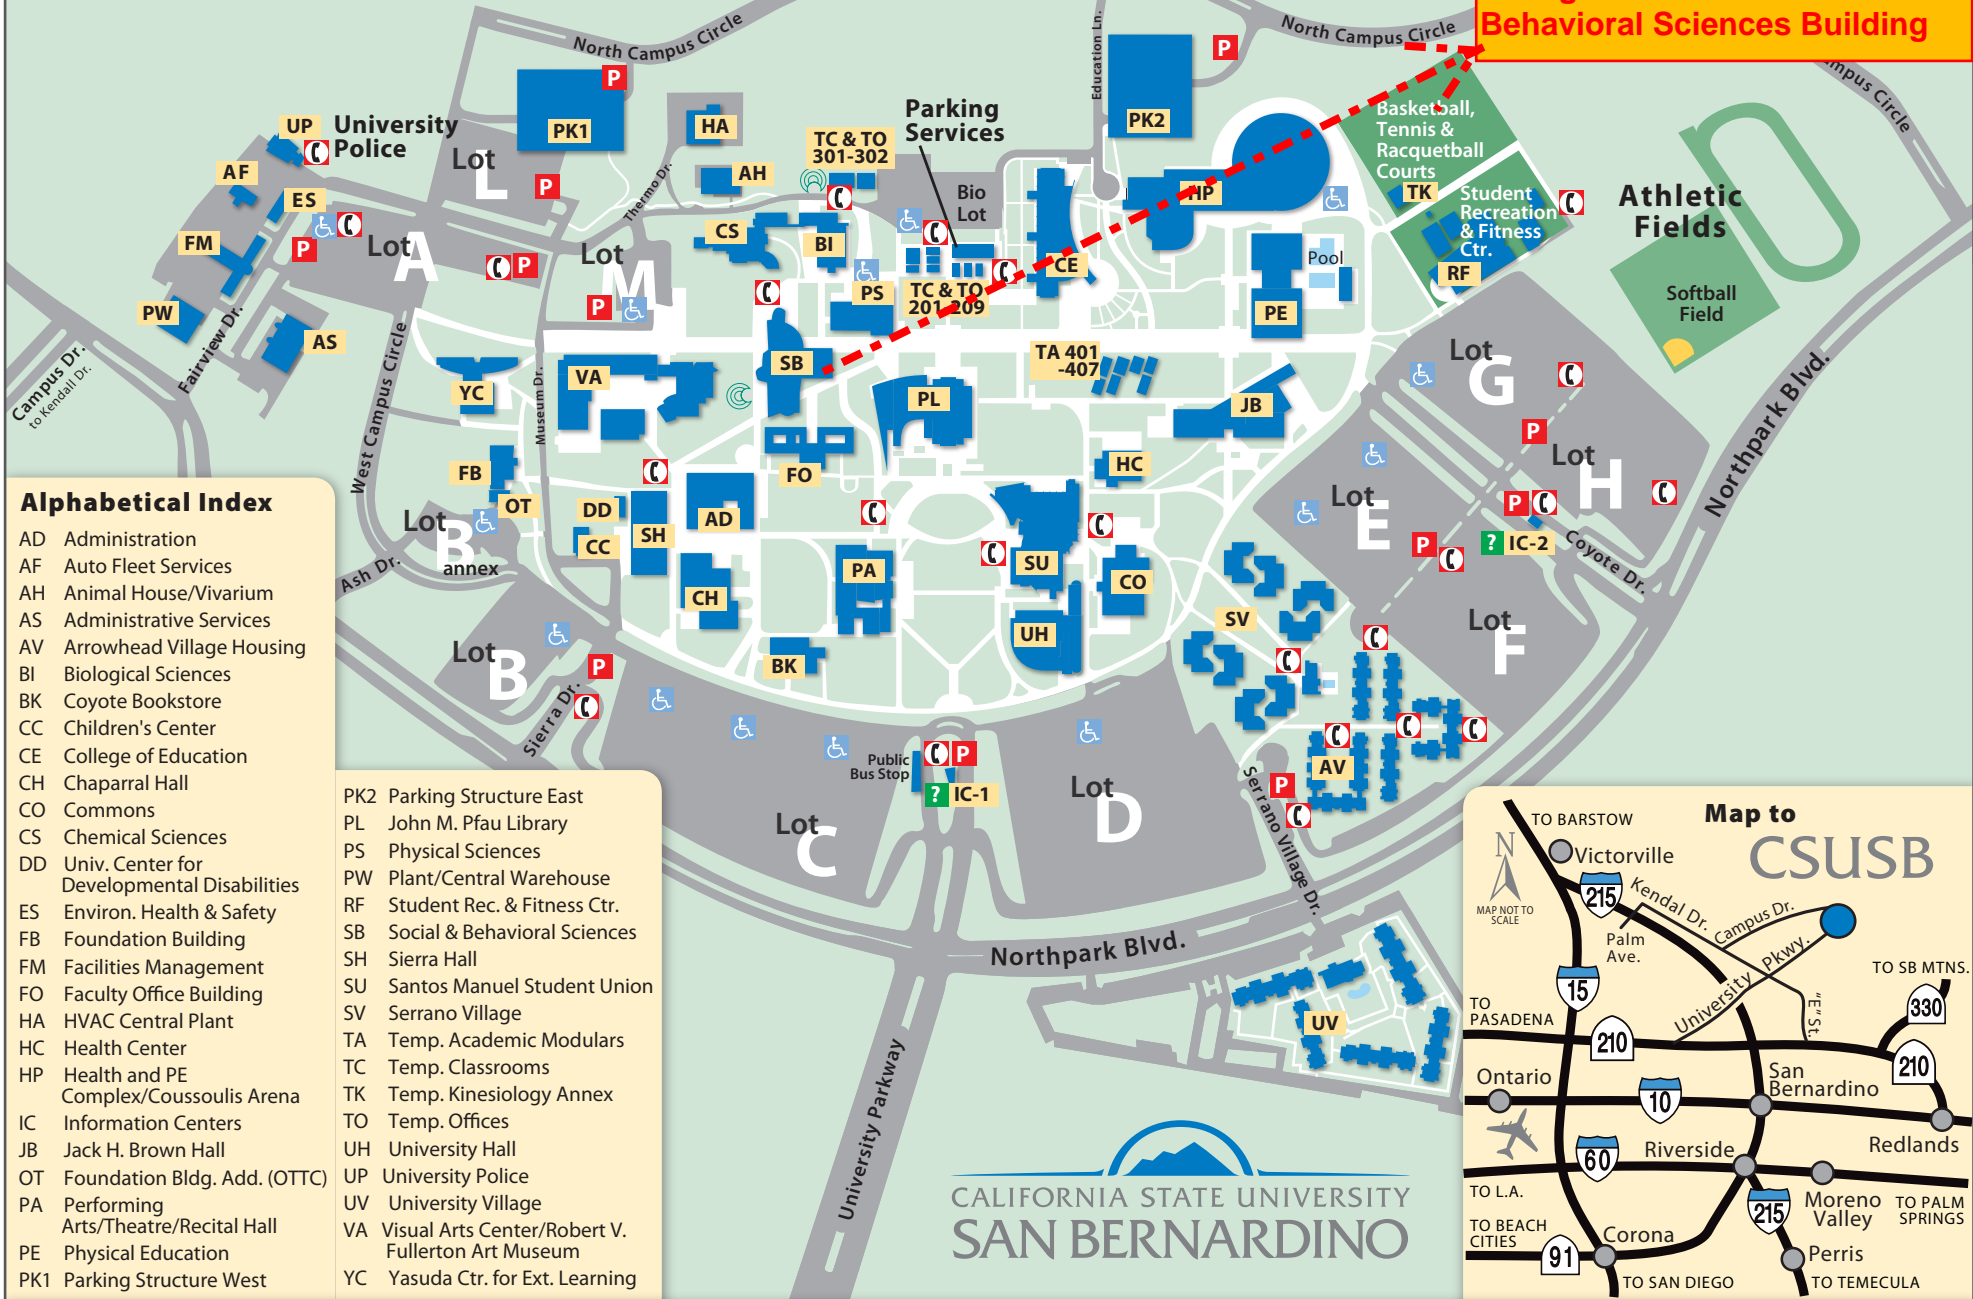 Behavioral Sciences Building
North Campus Circle
North Campus Circle
Campus Circle
Education Ln.
P
P
PK1
PK2
HA
Parking
Services
UP
University
Police
TC & TO
301-302
Basketball,
Tennis &
Racquetball
Courts
Lot
L
P
AF
AH
Thermo Dr.
Bio
Lot
HP
TK
Student
Recreation
& Fitness
Ctr.
Athletic
Fields
ES
FM
P
Lot
A
P
Lot
M
P
CS
BI
CE
Pool
RF
PS
TC & TO
201-209
PE
Softball
Field
PW
AS
Campus Dr.
to Kendall Dr.
Fairview Dr.
West Campus Circle
Museum Dr.
YC
VA
SB
TA 401
-407
PL
JB
Lot
G
P
Northpark Blvd.
FB
OT
FO
HC
Lot
H
P
Lot
E
P
? IC-2
Coyote Dr.
DD
CC
SH
AD
Lot
B
annex
Ash Dr.
CH
PA
SU
CO
UH
SV
Lot
F
Lot
B
P
Sierra Dr.
BK
Public
Bus Stop
P
? IC-1
Lot
C
Lot
D
P
AV
Serrano Village Dr.
Northpark Blvd.
University Parkway
UV
Alphabetical Index
AD Administration
AF Auto Fleet Services
AH Animal House/Vivarium
AS Administrative Services
AV Arrowhead Village Housing
BI Biological Sciences
BK Coyote Bookstore
CC Children's Center
CE College of Education
CH Chaparral Hall
CO Commons
CS Chemical Sciences
DD Univ. Center for
Developmental Disabilities
ES Environ. Health & Safety
FB Foundation Building
FM Facilities Management
FO Faculty Office Building
HA HVAC Central Plant
HC Health Center
HP Health and PE
Complex/Coussoulis Arena
IC Information Centers
JB Jack H. Brown Hall
OT Foundation Bldg. Add. (OTTC)
PA Performing
Arts/Theatre/Recital Hall
PE Physical Education
PK1 Parking Structure West
PK2 Parking Structure East
PL John M. Pfau Library
PS Physical Sciences
PW Plant/Central Warehouse
RF Student Rec. & Fitness Ctr.
SB Social & Behavioral Sciences
SH Sierra Hall
SU Santos Manuel Student Union
SV Serrano Village
TA Temp. Academic Modulars
TC Temp. Classrooms
TK Temp. Kinesiology Annex
TO Temp. Offices
UH University Hall
UP University Police
UV University Village
VA Visual Arts Center/Robert V.
Fullerton Art Museum
YC Yasuda Ctr. for Ext. Learning
CALIFORNIA STATE UNIVERSITY
SAN BERNARDINO
Map to
CSUSB
N
MAP NOT TO
SCALE
TO BARSTOW
Victorville
215
Kendal Dr.
Campus Dr.
Palm
Ave.
University Pkwy.
"E" St.
TO SB MTNS.
330
15
TO
PASADENA
210
210
Ontario
10
San
Bernardino
Redlands
Riverside
60
TO L.A.
215
Moreno
Valley
TO PALM
SPRINGS
TO BEACH
CITIES
91
Corona
Perris
TO SAN DIEGO
TO TEMECULA